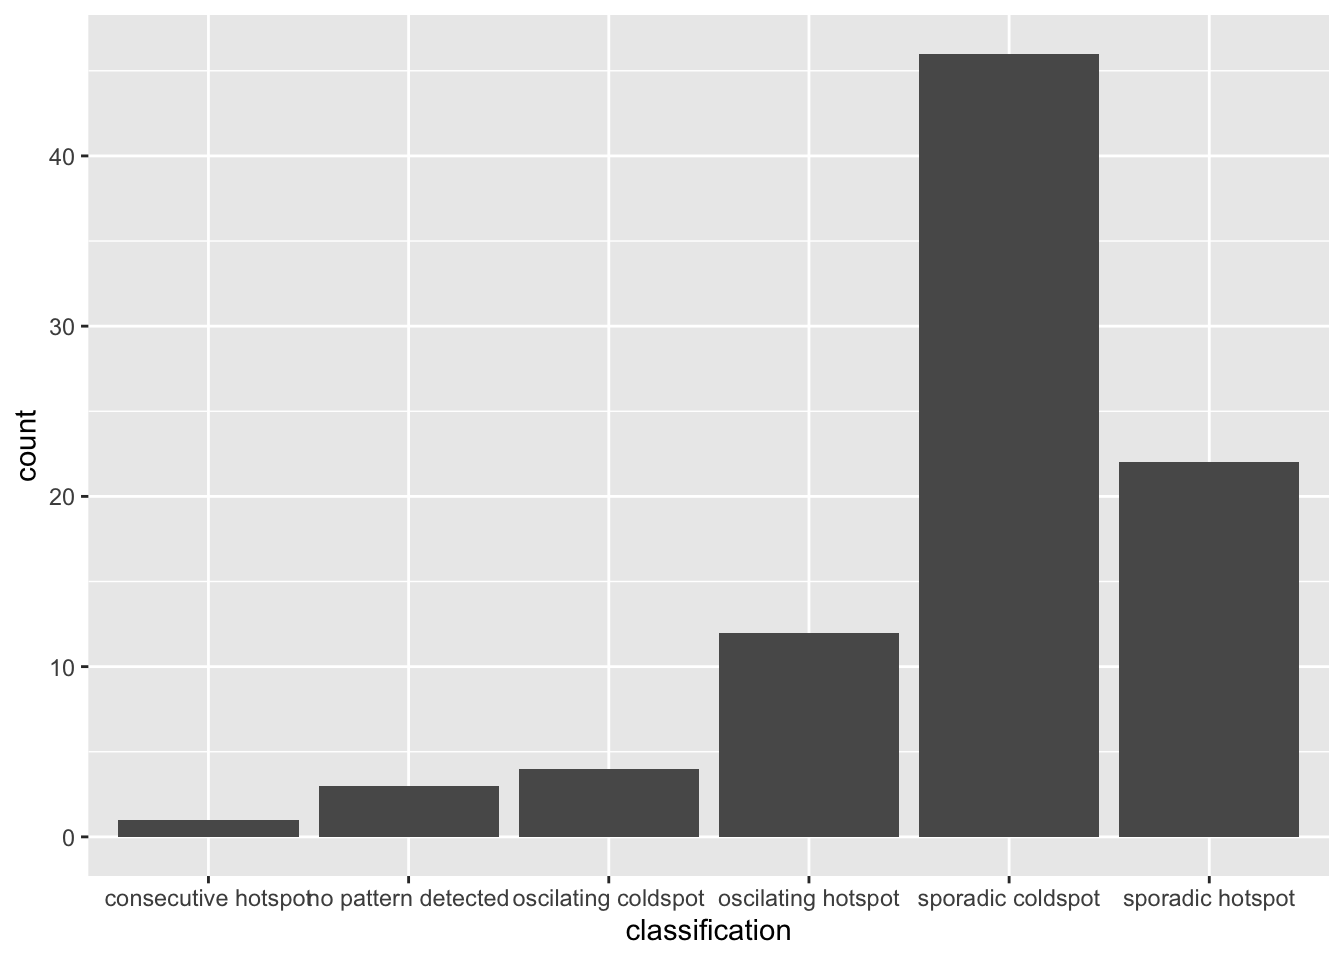 40
30
20
10
0
count
consecutive hotspot no pattern detected oscilating coldspot oscilating hotspot sporadic coldspot sporadic hotspot
classification